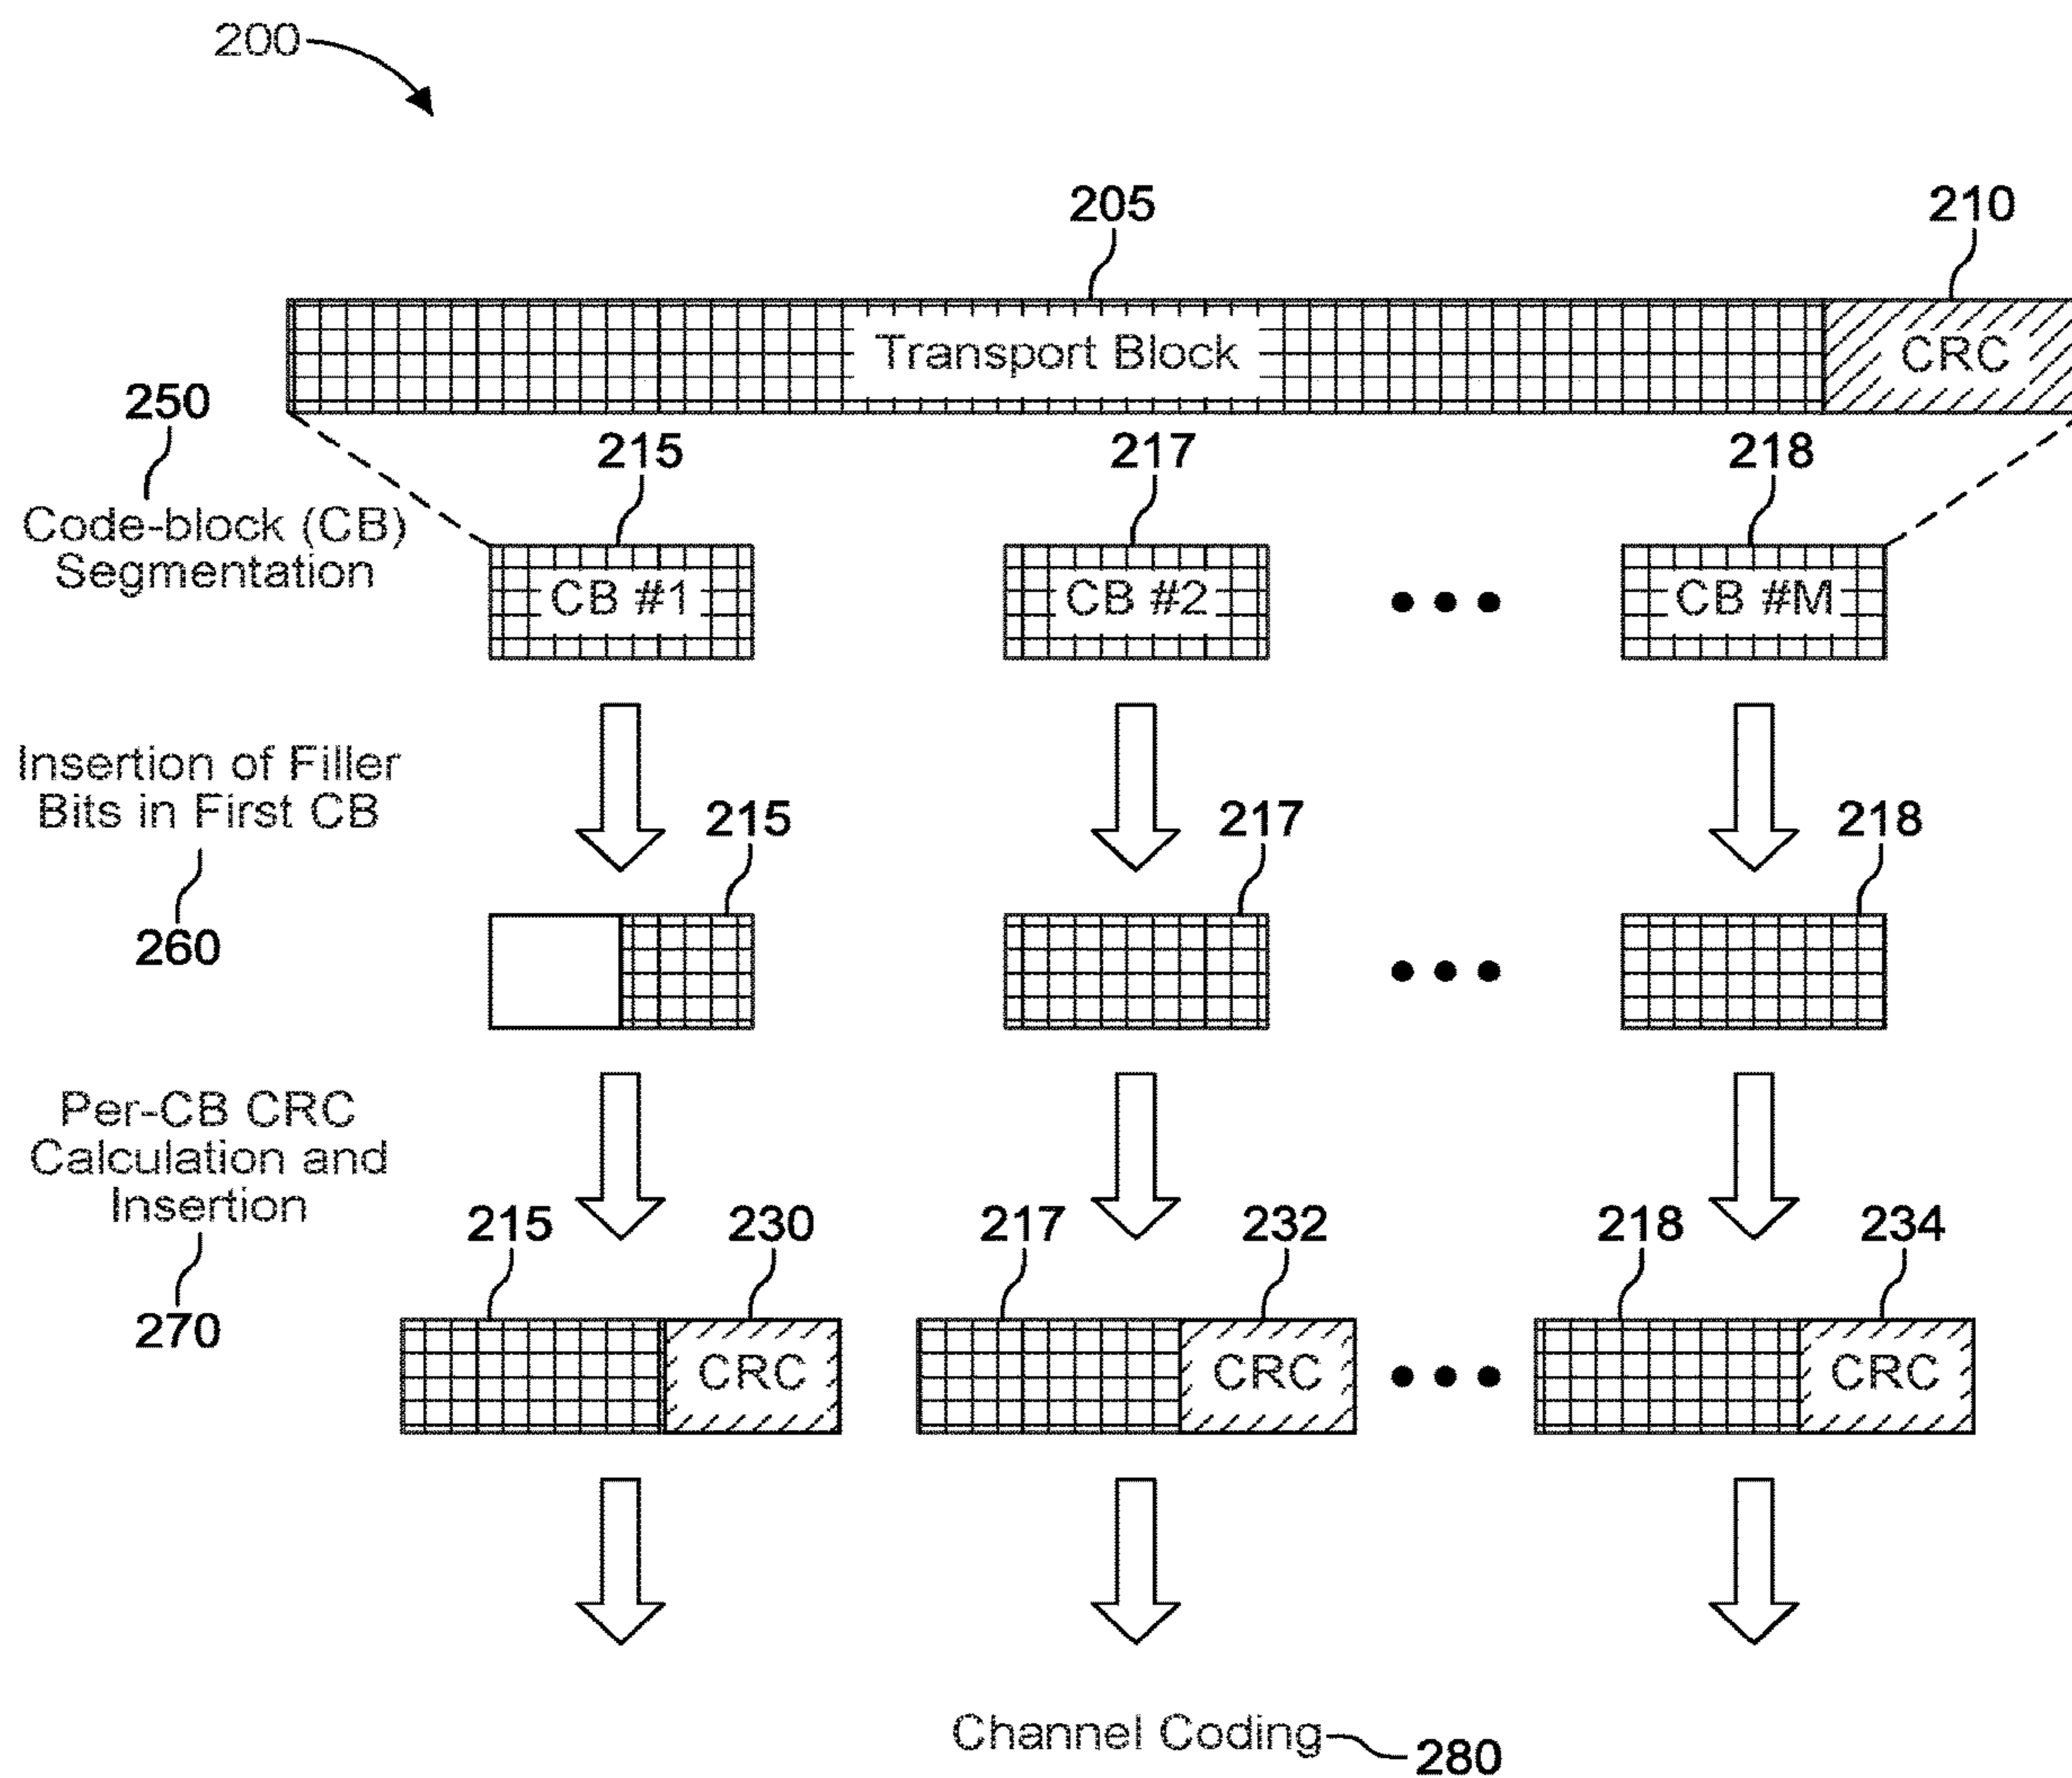 200
205
210
Transport Block
CRC
250
215
217
218
Code-block (CB)
Segmentation
CB #1
CB #2
CB #M
Insertion of Filler
Bits in First CB
215
217
218
260
Per-CB CRC
Calculation and
Insertion
215
230
217
232
218
234
270
CRC
CRC
CRC
Channel Coding
280